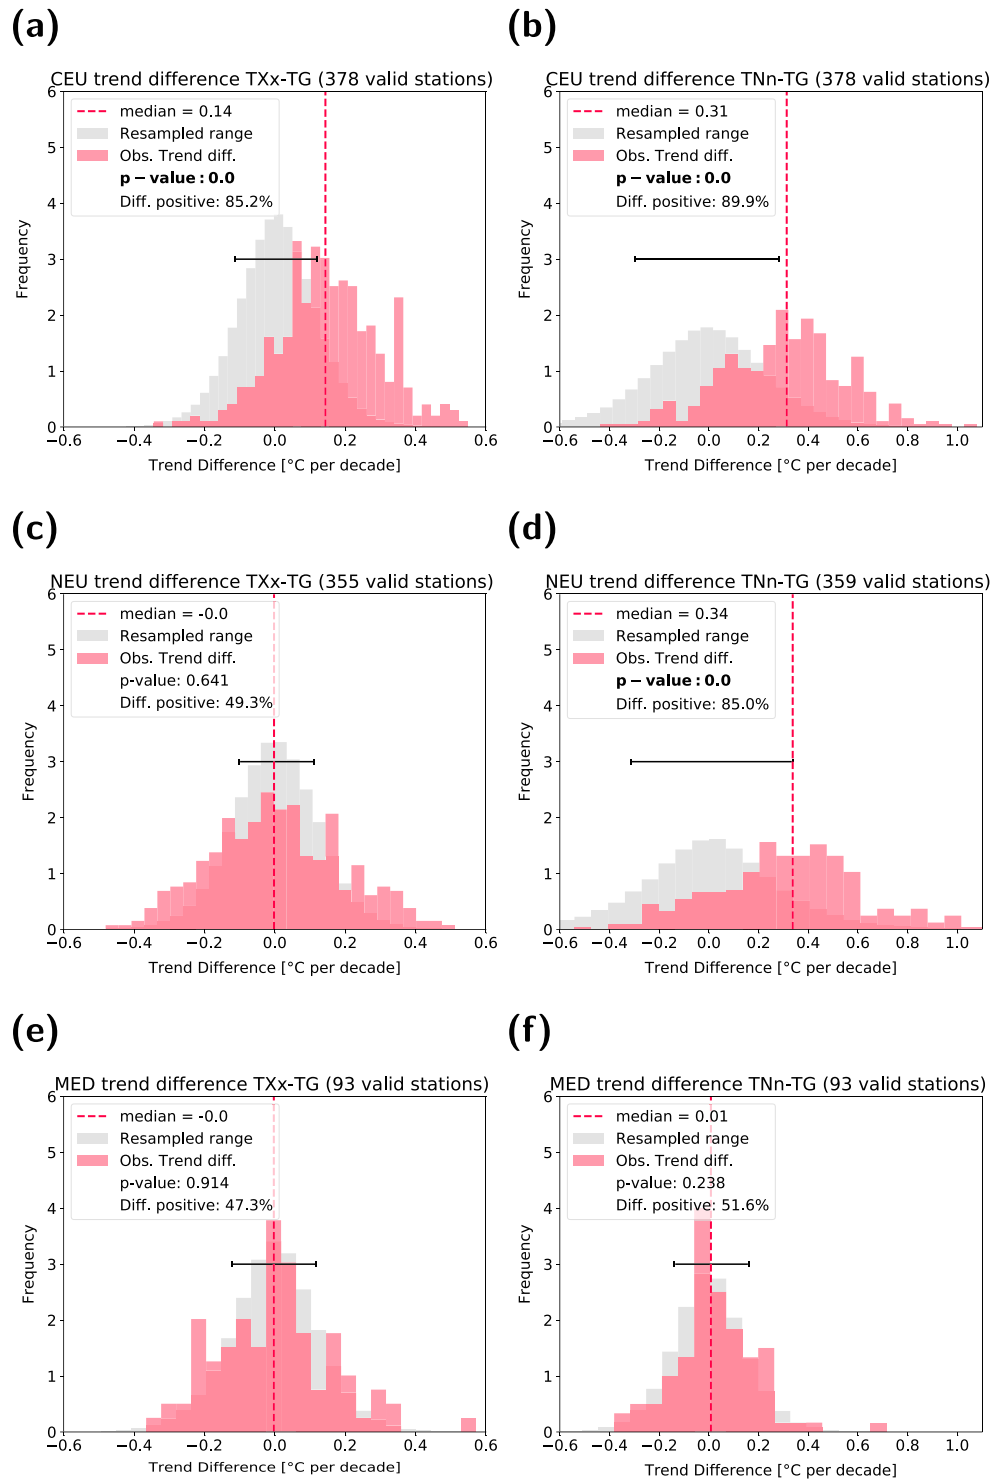 (a)
CEU trend difference TXx-TG (378 valid stations)
6
5
4
3
2
1
0
Frequency
median = 0.14
Resampled range
Obs. Trend diff.
p − value : 0.0
Diff. positive: 85.2%
−0.6 −0.4 −0.2 0.0 0.2 0.4 0.6
Trend Difference [°C per decade]
(b)
CEU trend difference TNn-TG (378 valid stations)
6
5
4
3
2
1
0
Frequency
median = 0.31
Resampled range
Obs. Trend diff.
p − value : 0.0
Diff. positive: 89.9%
−0.6 −0.4 −0.2 0.0 0.2 0.4 0.6 0.8 1.0
Trend Difference [°C per decade]
(c)
NEU trend difference TXx-TG (355 valid stations)
6
5
4
3
2
1
0
Frequency
median = -0.0
Resampled range
Obs. Trend diff.
p-value: 0.641
Diff. positive: 49.3%
−0.6 −0.4 −0.2 0.0 0.2 0.4 0.6
Trend Difference [°C per decade]
(d)
NEU trend difference TNn-TG (359 valid stations)
6
5
4
3
2
1
0
Frequency
median = 0.34
Resampled range
Obs. Trend diff.
p − value : 0.0
Diff. positive: 85.0%
−0.6 −0.4 −0.2 0.0 0.2 0.4 0.6 0.8 1.0
Trend Difference [°C per decade]
(e)
MED trend difference TXx-TG (93 valid stations)
6
5
4
3
2
1
0
Frequency
median = -0.0
Resampled range
Obs. Trend diff.
p-value: 0.914
Diff. positive: 47.3%
−0.6 −0.4 −0.2 0.0 0.2 0.4 0.6
Trend Difference [°C per decade]
(f)
MED trend difference TNn-TG (93 valid stations)
6
5
4
3
2
1
0
Frequency
median = 0.01
Resampled range
Obs. Trend diff.
p-value: 0.238
Diff. positive: 51.6%
−0.6 −0.4 −0.2 0.0 0.2 0.4 0.6 0.8 1.0
Trend Difference [°C per decade]